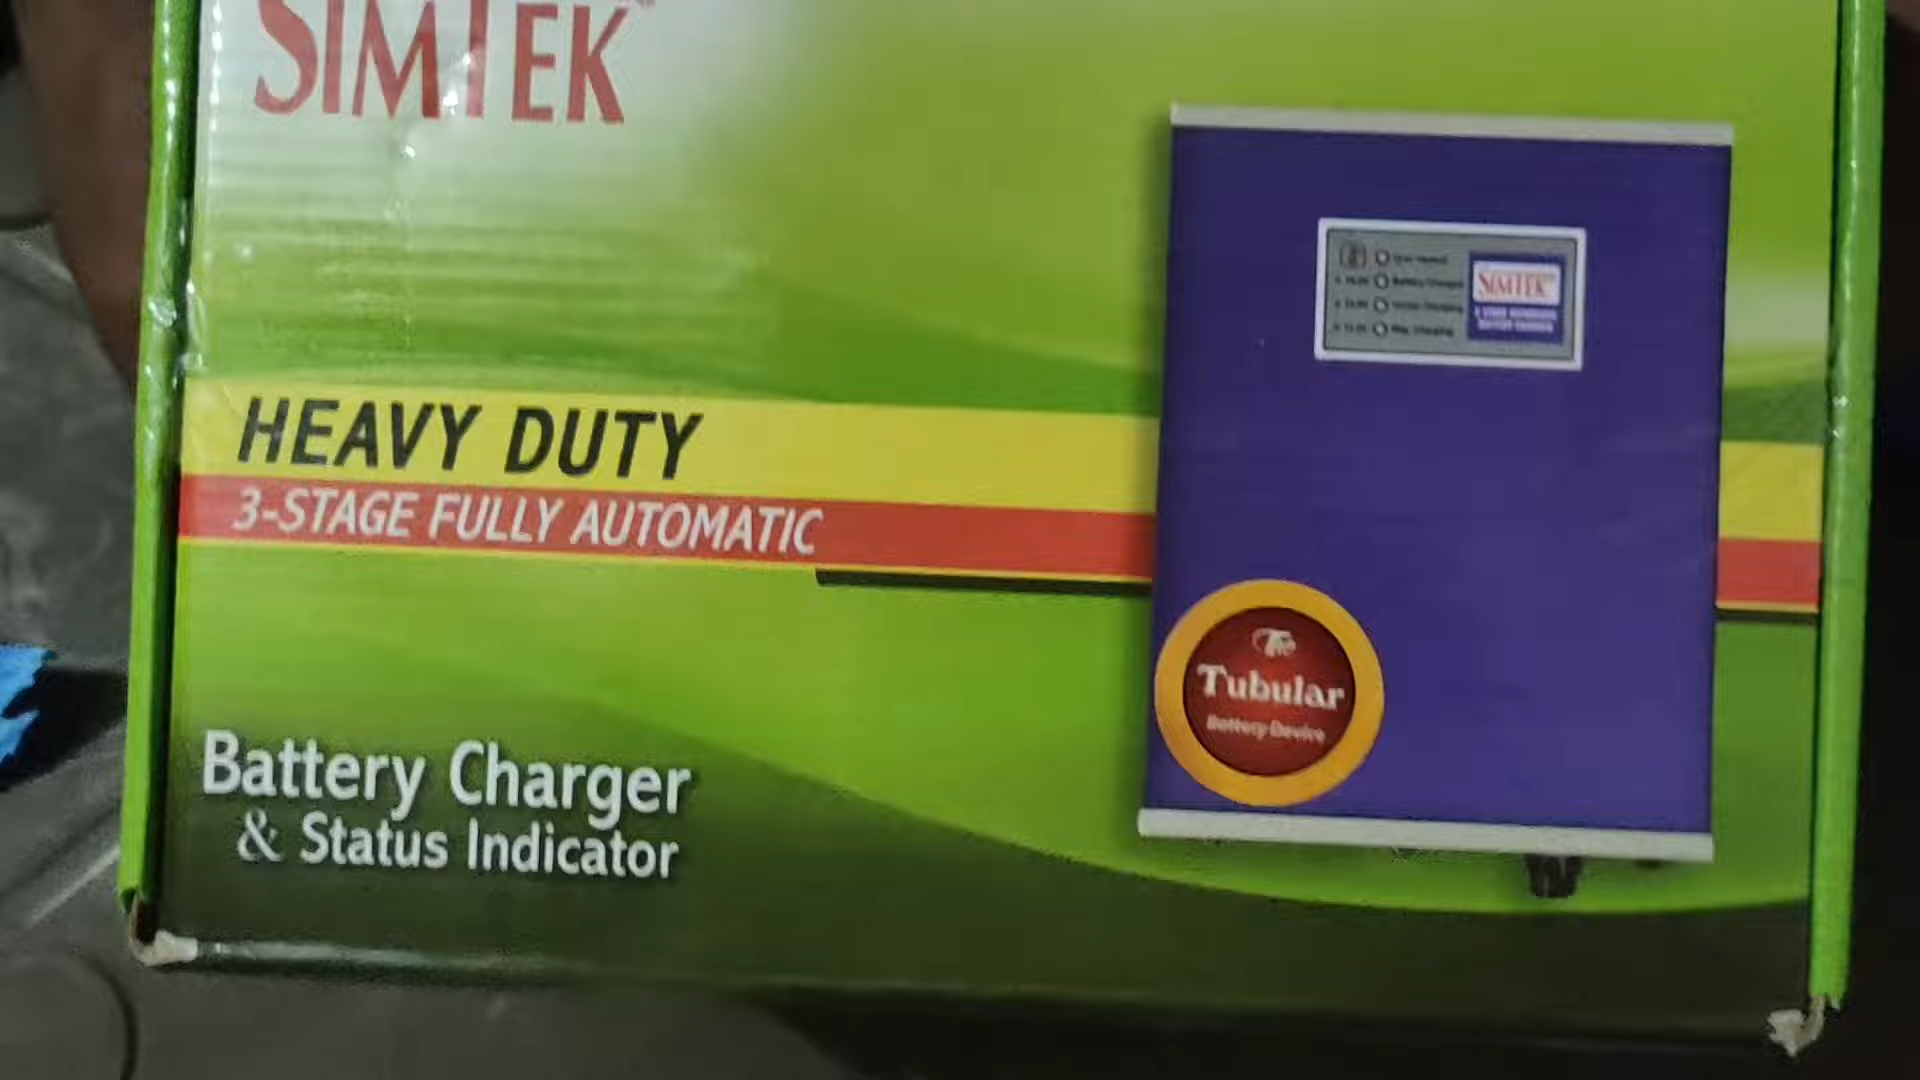 SIMTEK
HEAVY DUTY
3-STAGE FULLY AUTOMATIC
Battery Charger
& Status Indicator
SIMTEK
Tubular
Battery Device